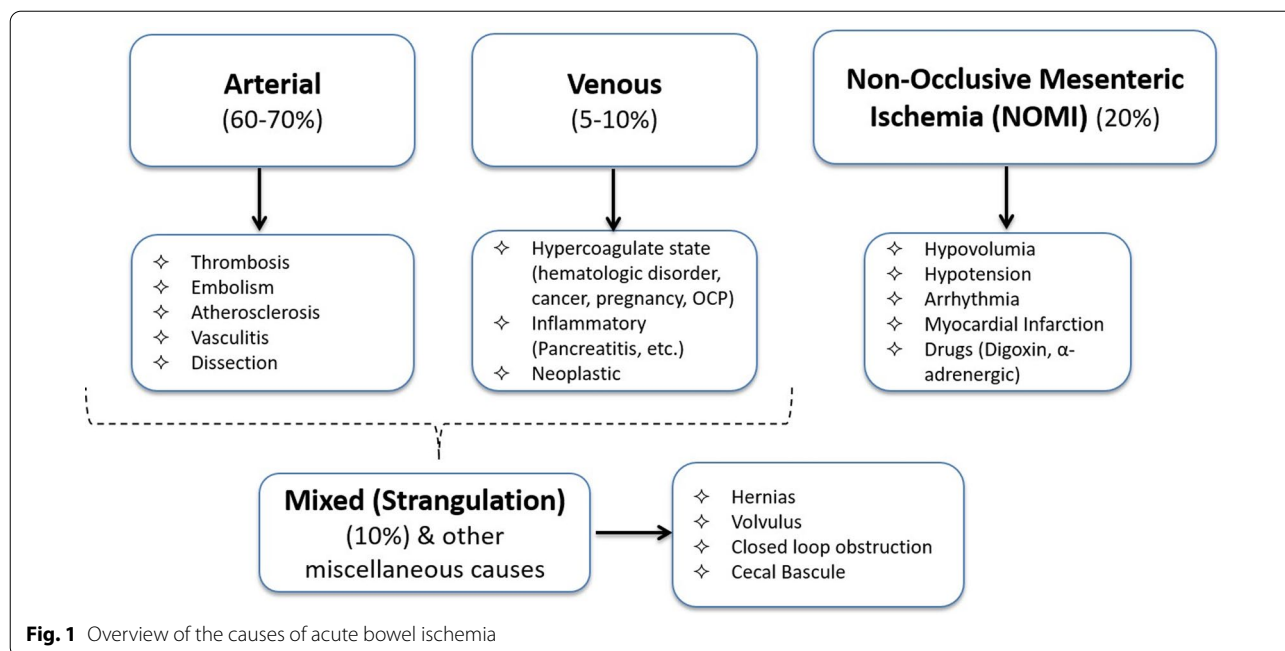 Arterial
(60-70%)
Venous
(5-10%)
Non-Occlusive Mesenteric
Ischemia (NOMI) (20%)
✧ Thrombosis
✧ Embolism
✧ Atherosclerosis
✧ Vasculitis
✧ Dissection
✧ Hypercoagulate state
(hematologic disorder,
cancer, pregnancy, OCP)
✧ Inflammatory
(Pancreatitis, etc.)
✧ Neoplastic
✧ Hypovolumia
✧ Hypotension
✧ Arrhythmia
✧ Myocardial Infarction
✧ Drugs (Digoxin, α-
adrenergic)
Mixed (Strangulation)
(10%) & other
miscellaneous causes
✧ Hernias
✧ Volvulus
✧ Closed loop obstruction
✧ Cecal Bascule
Fig. 1 Overview of the causes of acute bowel ischemia